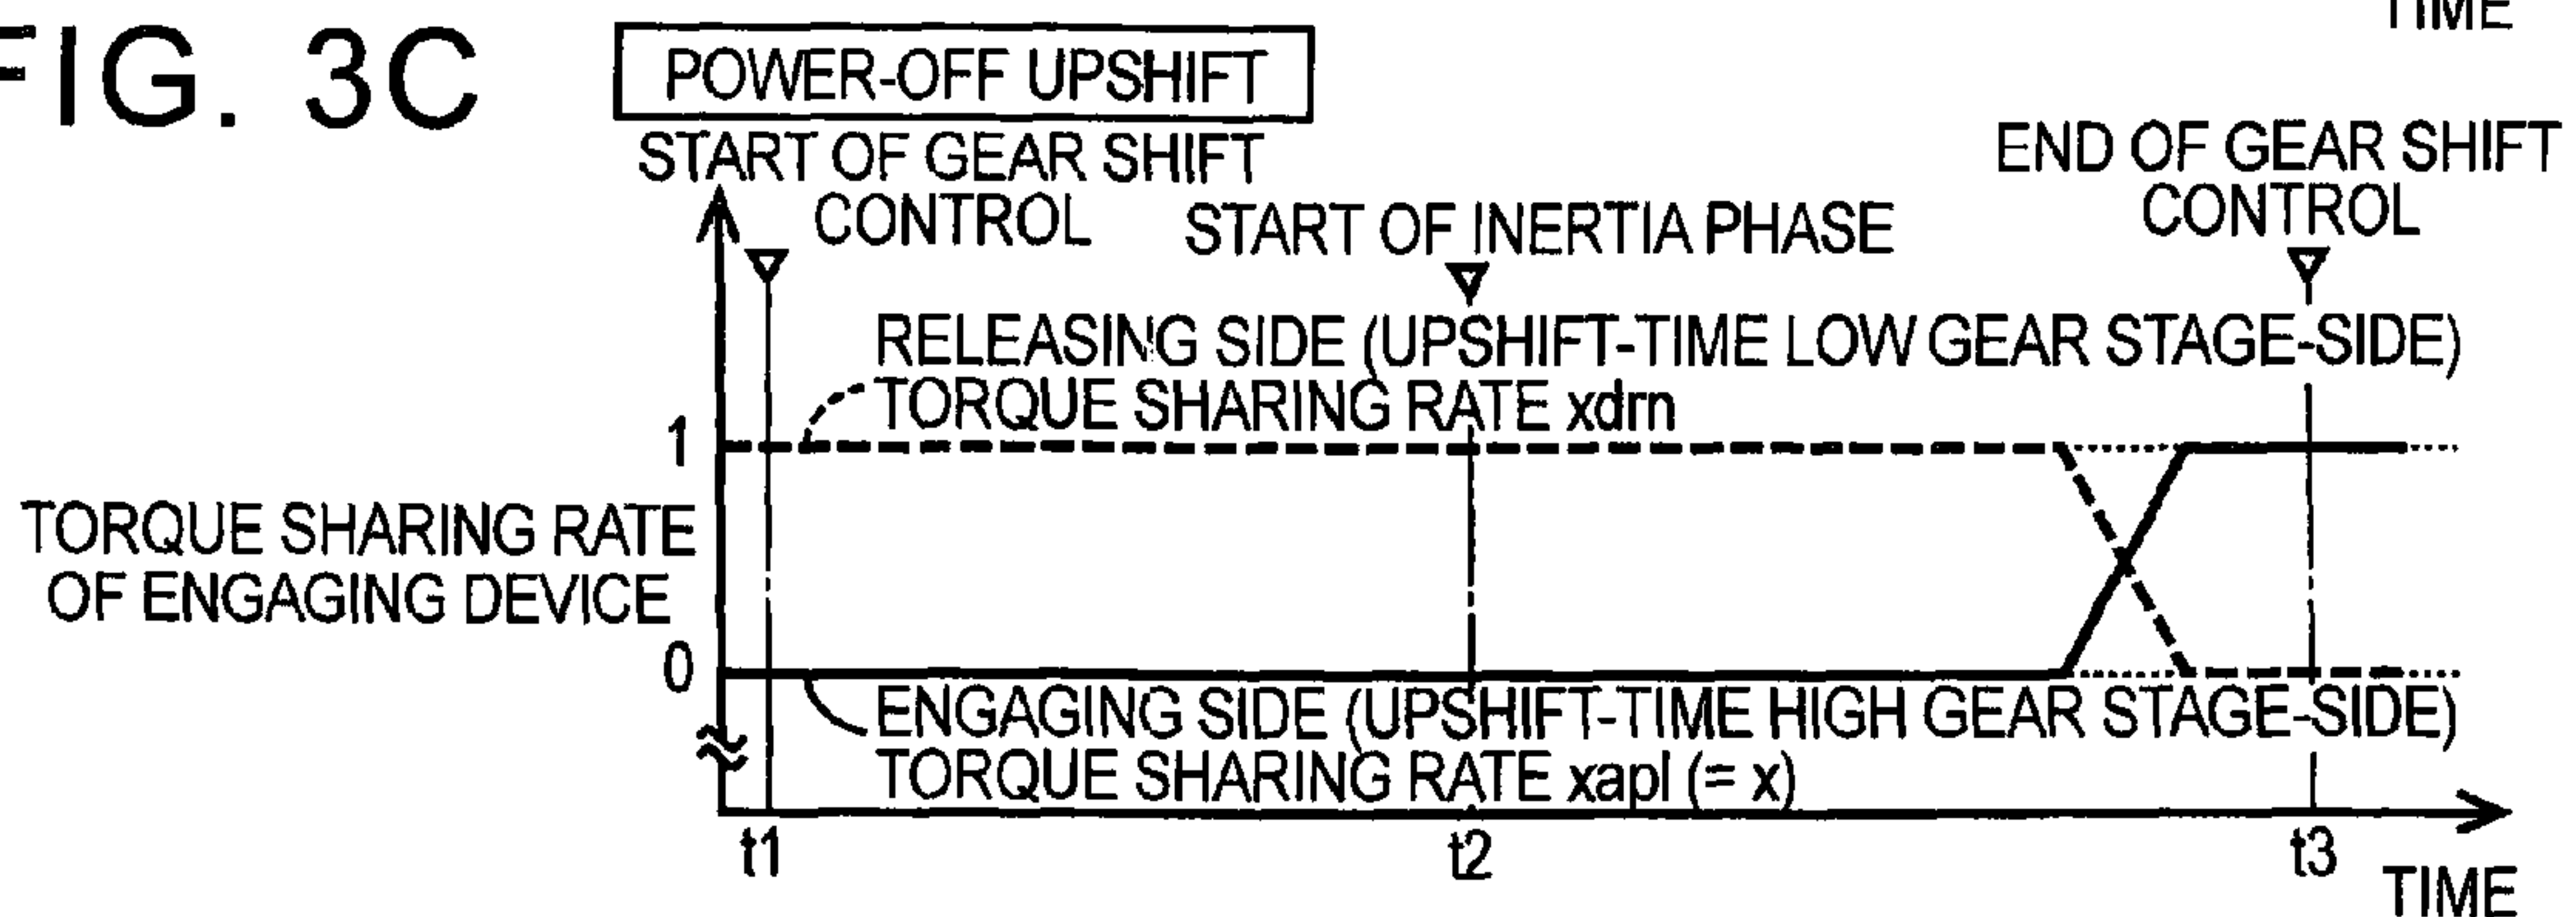 TIME
FIG. 3C
POWER-OFF UPSHIFT
START OF GEAR SHIFT
CONTROL
START OF INERTIA PHASE
END OF GEAR SHIFT
CONTROL
RELEASING SIDE (UPSHIFT-TIME LOW GEAR STAGE-SIDE)
TORQUE SHARING RATE xdrn
1
TORQUE SHARING RATE
OF ENGAGING DEVICE
0
ENGAGING SIDE (UPSHIFT-TIME HIGH GEAR STAGE-SIDE)
TORQUE SHARING RATE xapl (= x)
t1
t2
t3
TIME